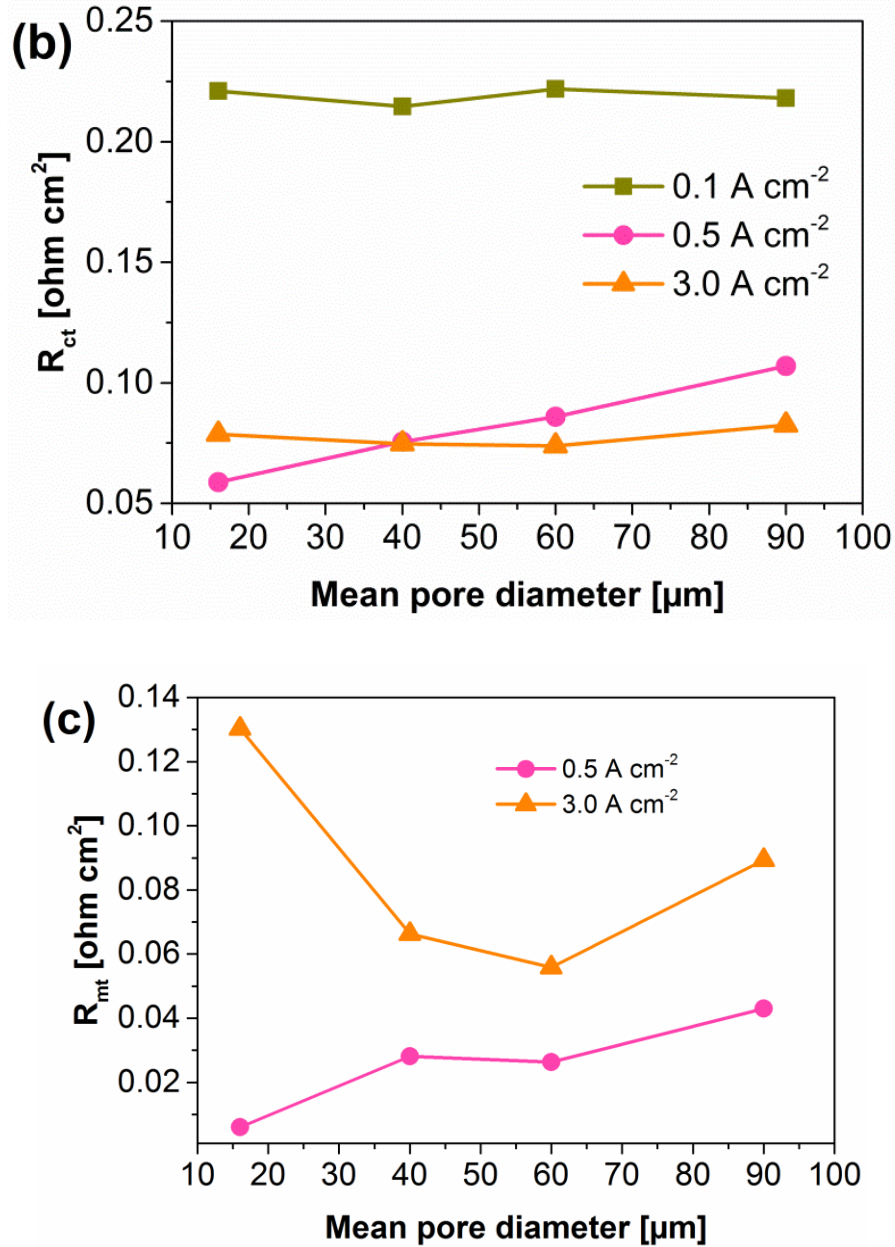 (b)
0.25
0.20
0.15
0.10
0.05
R_ct [ohm cm²]
0.1 A cm⁻²
0.5 A cm⁻²
3.0 A cm⁻²
10 20 30 40 50 60 70 80 90 100
Mean pore diameter [µm]
(c)
0.14
0.12
0.10
0.08
0.06
0.04
0.02
R_mt [ohm cm²]
0.5 A cm⁻²
3.0 A cm⁻²
10 20 30 40 50 60 70 80 90 100
Mean pore diameter [µm]